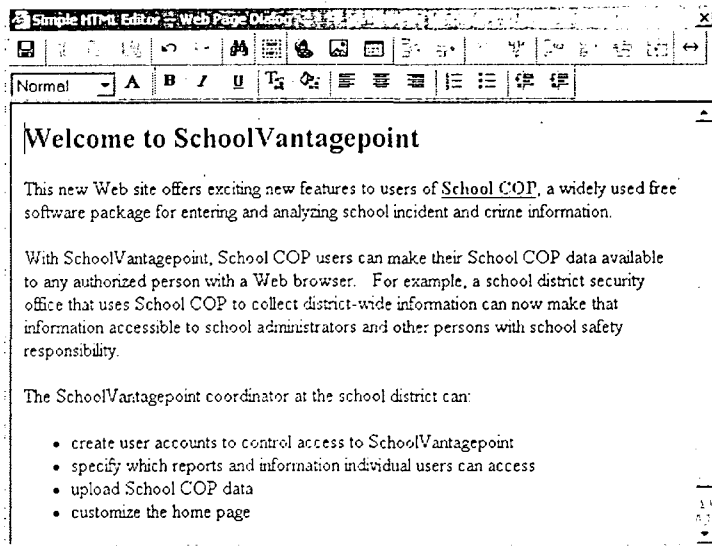 Simple HTML Editor -- Web Page Dialog
Normal A B I U
Welcome to SchoolVantagepoint
This new Web site offers exciting new features to users of School COP, a widely used free
software package for entering and analyzing school incident and crime information.
With SchoolVantagepoint, School COP users can make their School COP data available
to any authorized person with a Web browser. For example, a school district security
office that uses School COP to collect district-wide information can now make that
information accessible to school administrators and other persons with school safety
responsibility.
The SchoolVantagepoint coordinator at the school district can:
• create user accounts to control access to SchoolVantagepoint
• specify which reports and information individual users can access
• upload School COP data
• customize the home page